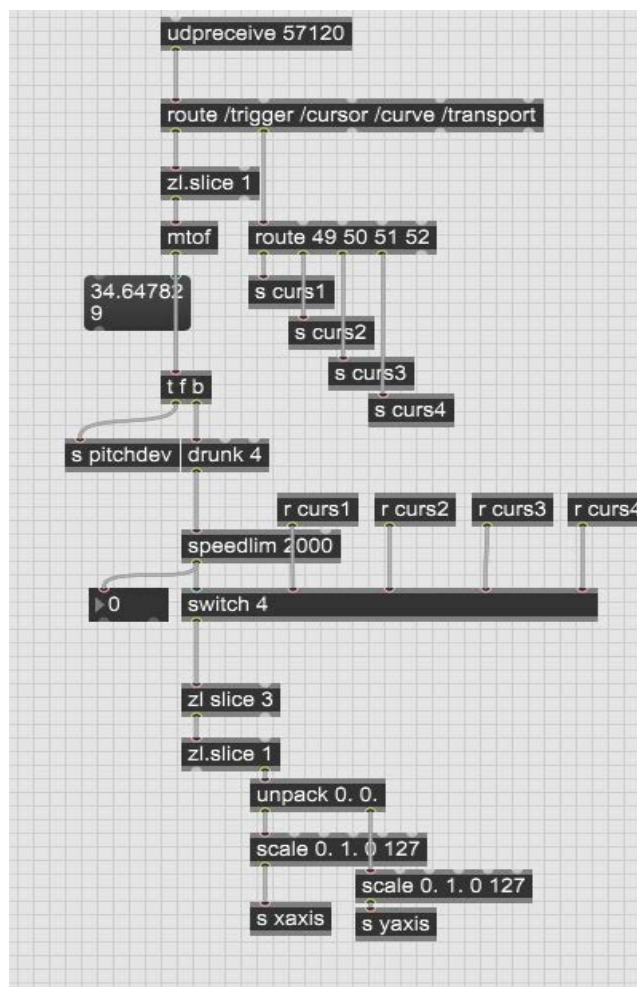 udpreceive 57120
route /trigger /cursor /curve /transport
zl.slice 1
mtof
route 49 50 51 52
34.647829
s curs1
s curs2
s curs3
s curs4
t f b
s pitchdev
drunk 4
r curs1
r curs2
r curs3
r curs4
speedlim 2000
0
switch 4
zl slice 3
zl.slice 1
unpack 0. 0.
scale 0. 1. 0 127
scale 0. 1. 0 127
s xaxis
s yaxis